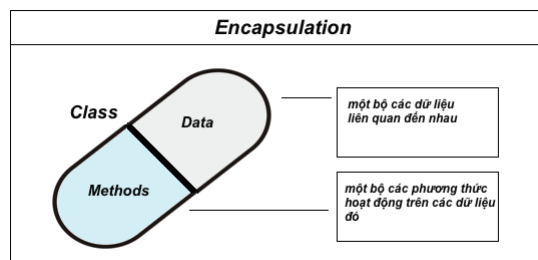 Encapsulation
Class
Data
Methods
một bộ các dữ liệu
liên quan đến nhau
một bộ các phương thức
hoạt động trên các dữ liệu
đó